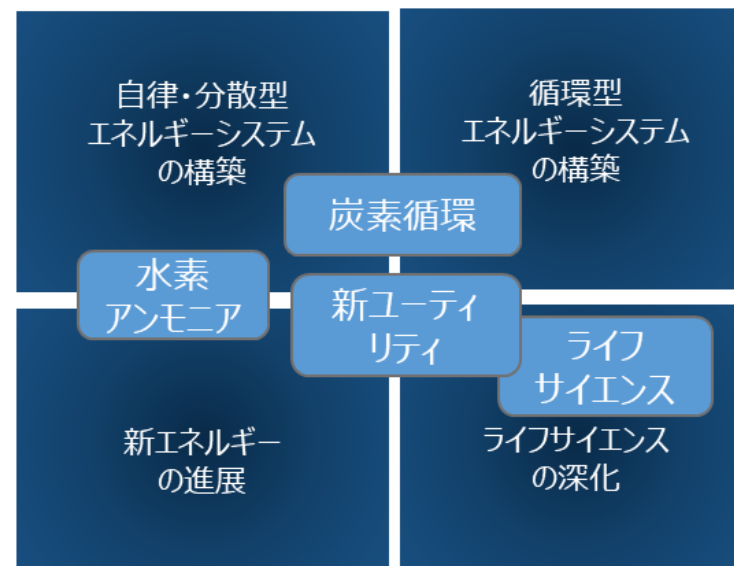 自律・分散型
エネルギーシステム
の構築
循環型
エネルギーシステム
の構築
炭素循環
水素
アンモニア
新ユーティ
リティ
ライフ
サイエンス
新エネルギー
の進展
ライフサイエンス
の深化